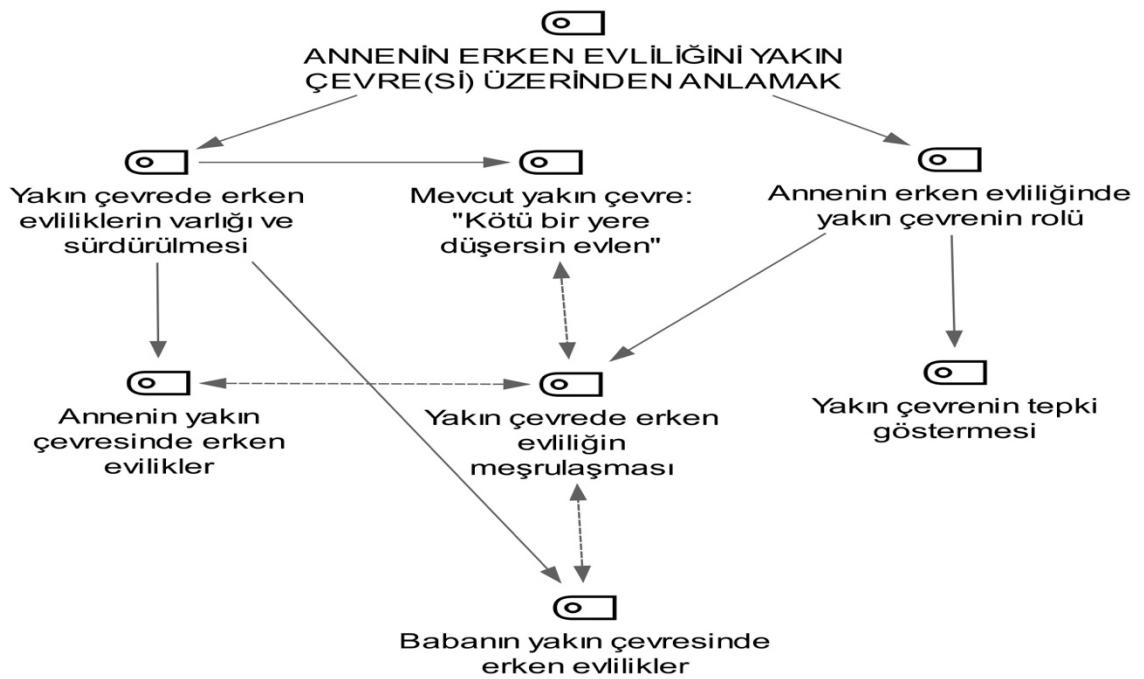 ANNENİN ERKEN EVLİLİĞİNİ YAKIN
ÇEVRE(Sİ) ÜZERİNDEN ANLAMAK
Yakın çevrede erken
evliliklerin varlığı ve
sürdürülmesi
Mevcut yakın çevre:
"Kötü bir yere
düşersin evlen"
Annenin erken evliliğinde
yakın çevrenin rolü
Annenin yakın
çevresinde erken
evilikler
Yakın çevrede erken
evliliğin
meşrulaşması
Yakın çevrenin tepki
göstermesi
Babanın yakın çevresinde
erken evlilikler